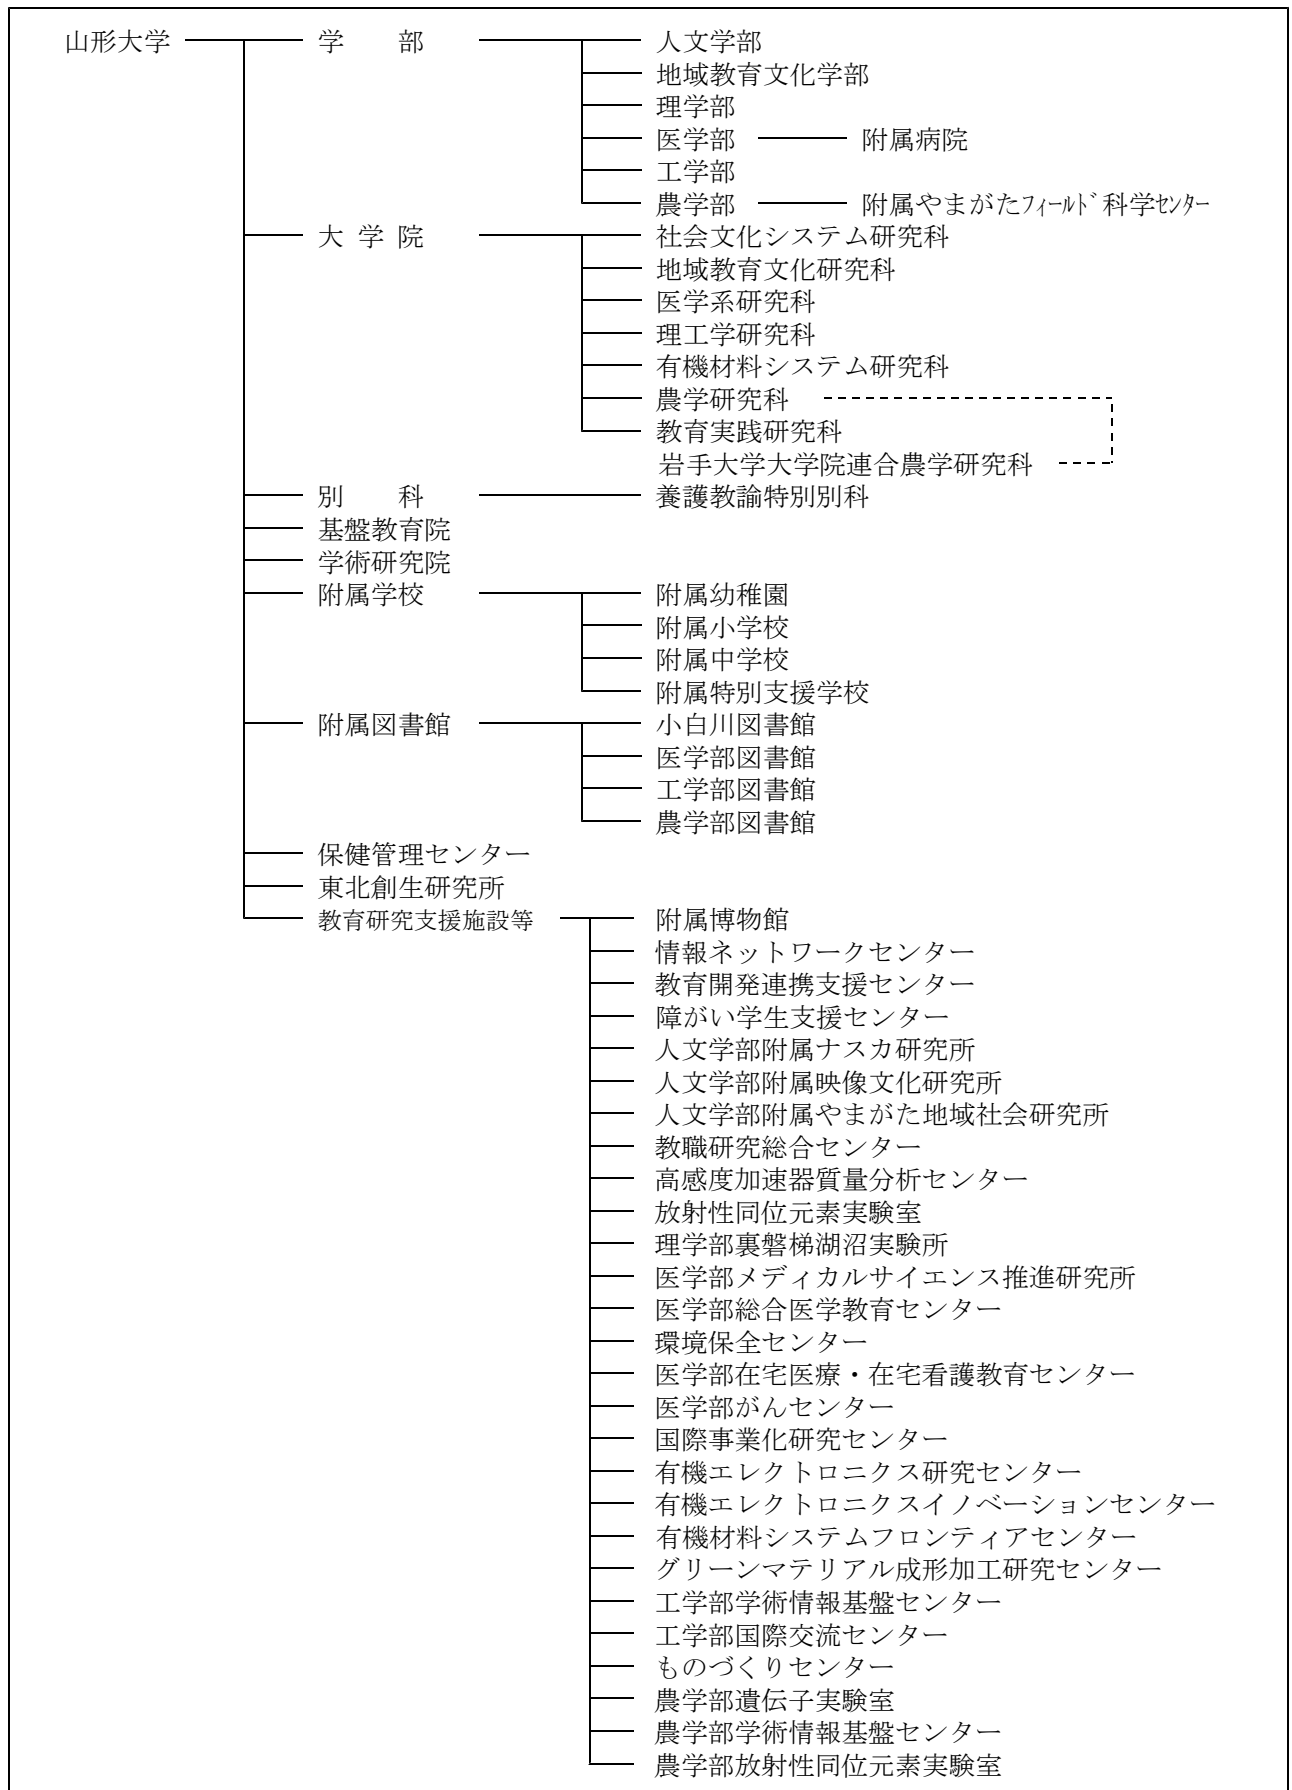 山形大学 学　　部 人文学部
地域教育文化学部
理学部
医学部 附属病院
工学部
農学部 附属やまがたﾌｨｰﾙﾄﾞ科学ｾﾝﾀｰ
大 学 院 社会文化システム研究科
地域教育文化研究科
医学系研究科
理工学研究科
有機材料システム研究科
農学研究科
教育実践研究科
岩手大学大学院連合農学研究科
別　　科 養護教諭特別別科
基盤教育院
学術研究院
附属学校 附属幼稚園
附属小学校
附属中学校
附属特別支援学校
附属図書館 小白川図書館
医学部図書館
工学部図書館
農学部図書館
保健管理センター
東北創生研究所
教育研究支援施設等 附属博物館
情報ネットワークセンター
教育開発連携支援センター
障がい学生支援センター
人文学部附属ナスカ研究所
人文学部附属映像文化研究所
人文学部附属やまがた地域社会研究所
教職研究総合センター
高感度加速器質量分析センター
放射性同位元素実験室
理学部裏磐梯湖沼実験所
医学部メディカルサイエンス推進研究所
医学部総合医学教育センター
環境保全センター
医学部在宅医療・在宅看護教育センター
医学部がんセンター
国際事業化研究センター
有機エレクトロニクス研究センター
有機エレクトロニクスイノベーションセンター
有機材料システムフロンティアセンター
グリーンマテリアル成形加工研究センター
工学部学術情報基盤センター
工学部国際交流センター
ものづくりセンター
農学部遺伝子実験室
農学部学術情報基盤センター
農学部放射性同位元素実験室